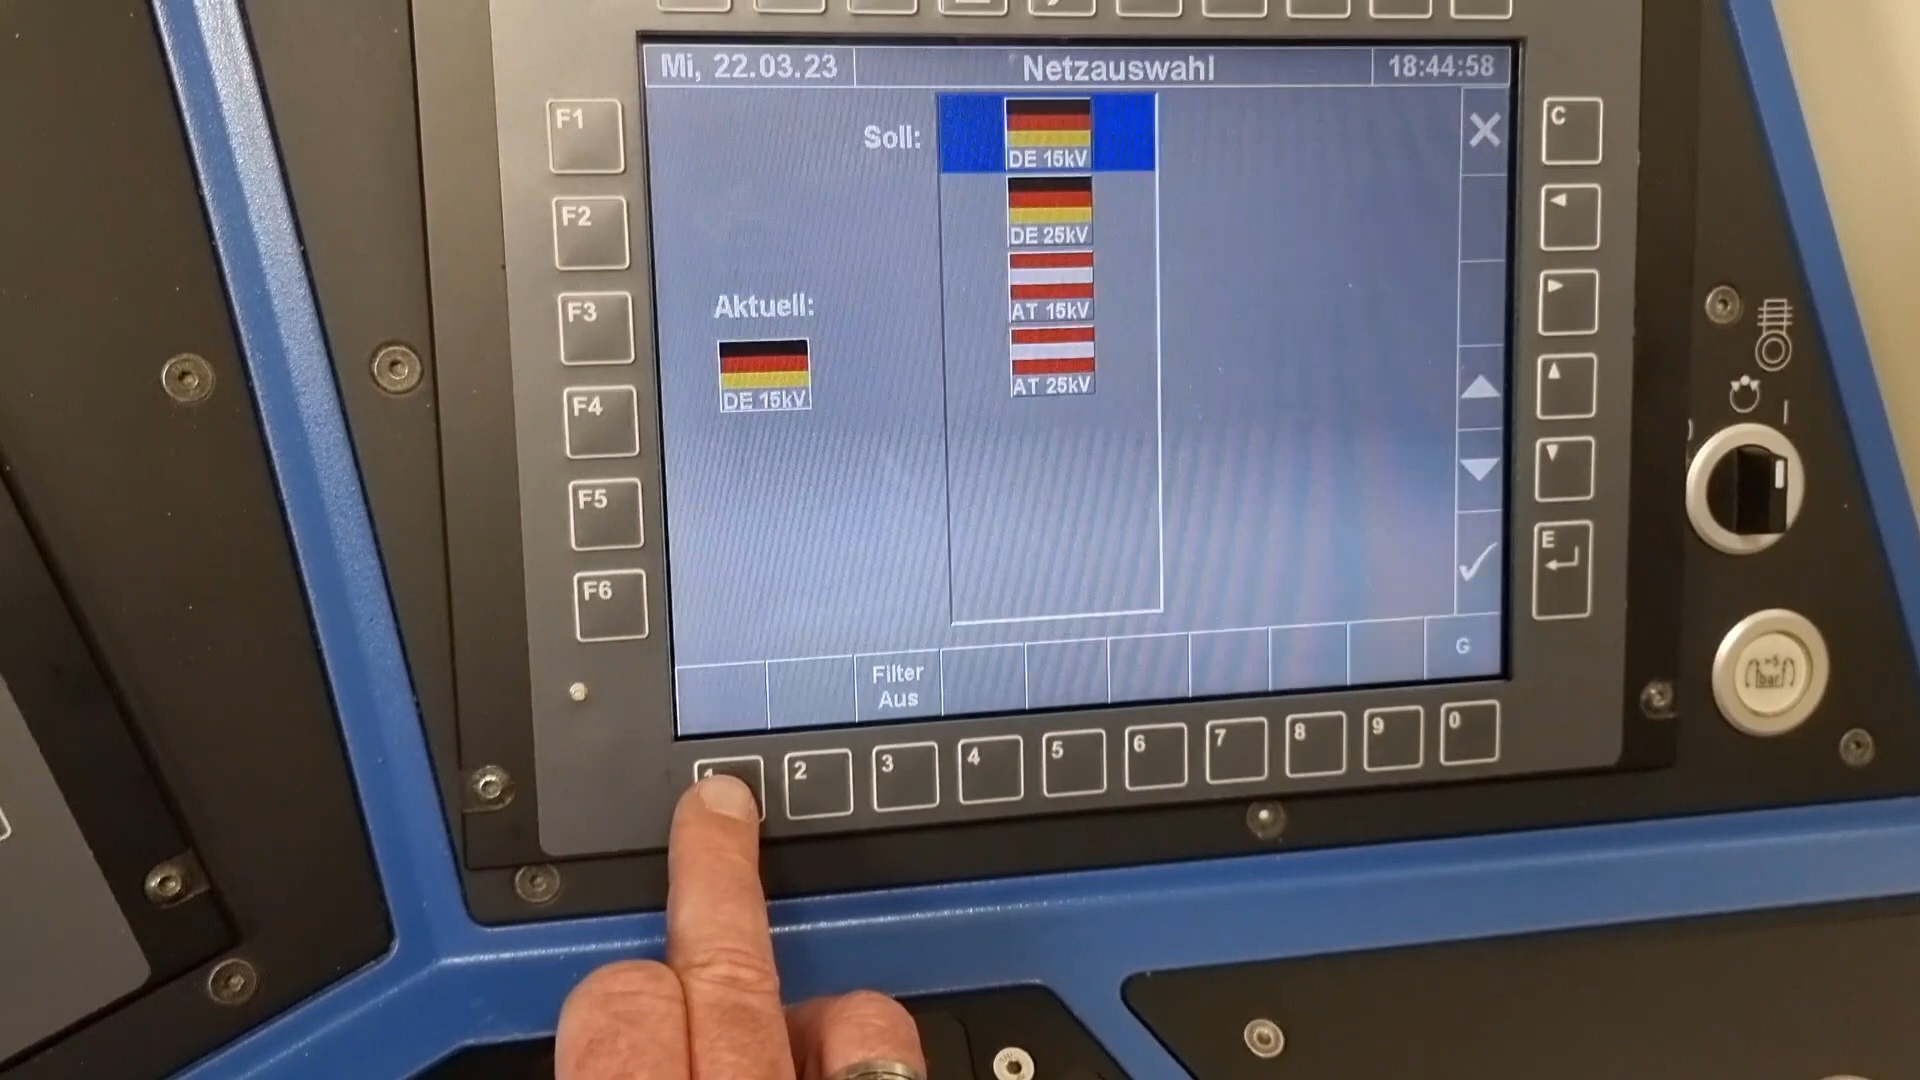 Mi, 22.03.23
Netzauswahl
18:44:58
Soll:
DE 15kV
DE 25kV
AT 15kV
AT 25kV
Aktuell:
DE 15kV
Filter
Aus
G
F1
F2
F3
F4
F5
F6
C
E
1
2
3
4
5
6
7
8
9
0
>5
bar